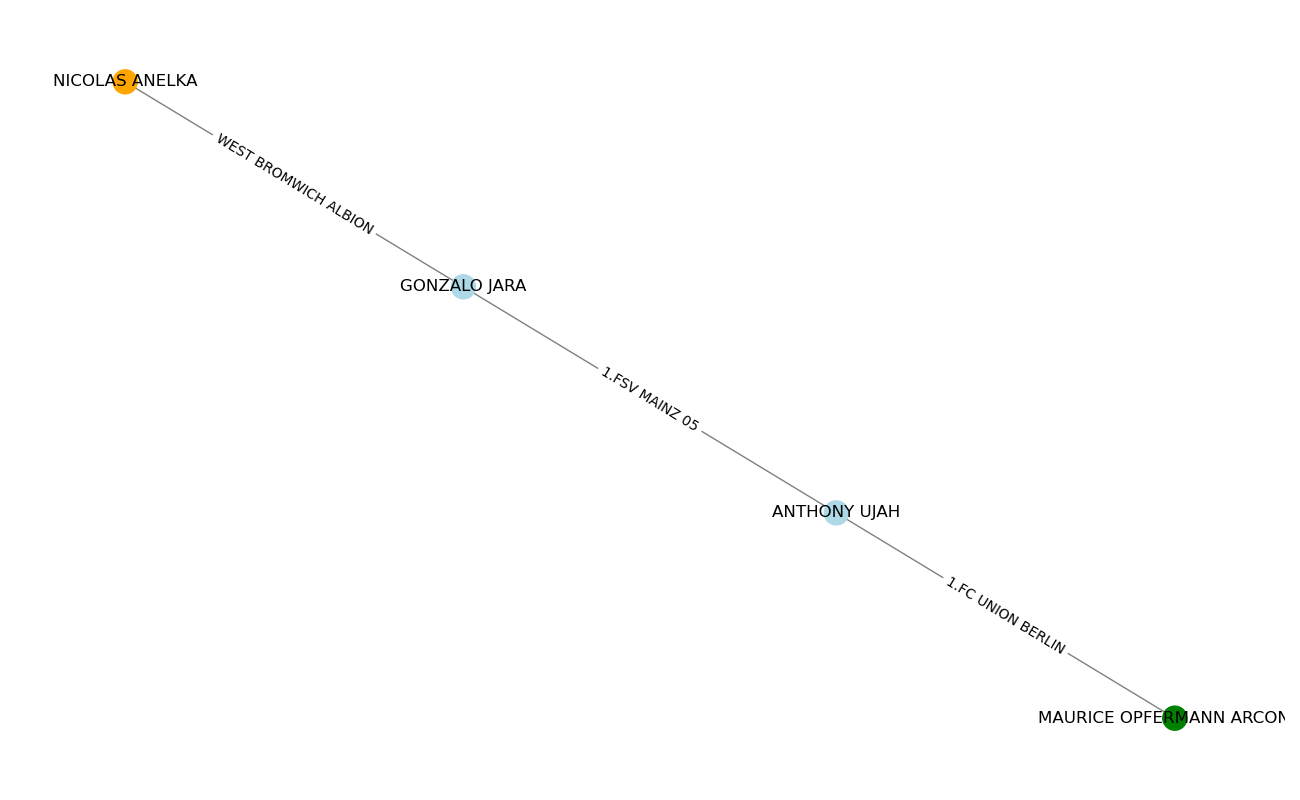 NICOLAS ANELKA
WEST BROMWICH ALBION
GONZALO JARA
1.FSV MAINZ 05
ANTHONY UJAH
1.FC UNION BERLIN
MAURICE OPFERMANN ARCON